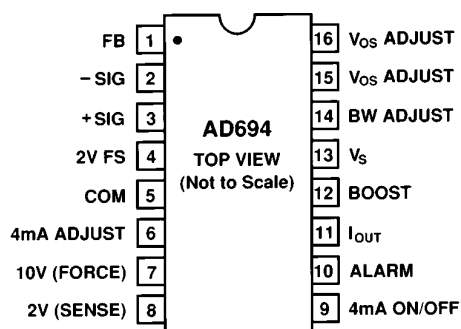 FB 1
16 VOS ADJUST
–SIG 2
15 VOS ADJUST
+SIG 3
14 BW ADJUST
2V FS 4
13 VS
COM 5
12 BOOST
4mA ADJUST 6
11 IOUT
10V (FORCE) 7
10 ALARM
2V (SENSE) 8
9 4mA ON/OFF
AD694
TOP VIEW
(Not to Scale)